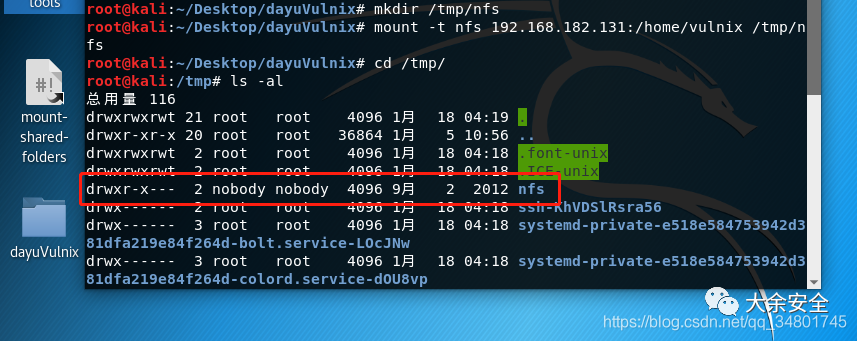 tools
mount-
shared-
folders
dayuVulnix
root@kali:~/Desktop/dayuVulnix# mkdir /tmp/nfs
root@kali:~/Desktop/dayuVulnix# mount -t nfs 192.168.182.131:/home/vulnix /tmp/n
fs
root@kali:~/Desktop/dayuVulnix# cd /tmp/
root@kali:/tmp# ls -al
总用量 116
drwxrwxrwt 21 root root 4096 1月 18 04:19 .
drwxr-xr-x 20 root root 36864 1月 5 10:56 ..
drwxrwxrwt 2 root root 4096 1月 18 04:18 .font-unix
drwxrwxrwt 2 root root 4096 1月 18 04:18 .ICE-unix
drwxr-x--- 2 nobody nobody 4096 9月 2 2012 nfs
drwx------ 2 root root 4096 1月 18 04:18 ssh-KhVDSlRsra56
drwx------ 3 root root 4096 1月 18 04:18 systemd-private-e518e584753942d3
81dfa219e84f264d-bolt.service-LOcJNw
drwx------ 3 root root 4096 1月 18 04:18 systemd-private-e518e584753942d3
81dfa219e84f264d-colord.service-dOU8vp
大余安全
https://blog.csdn.net/qq_34801745